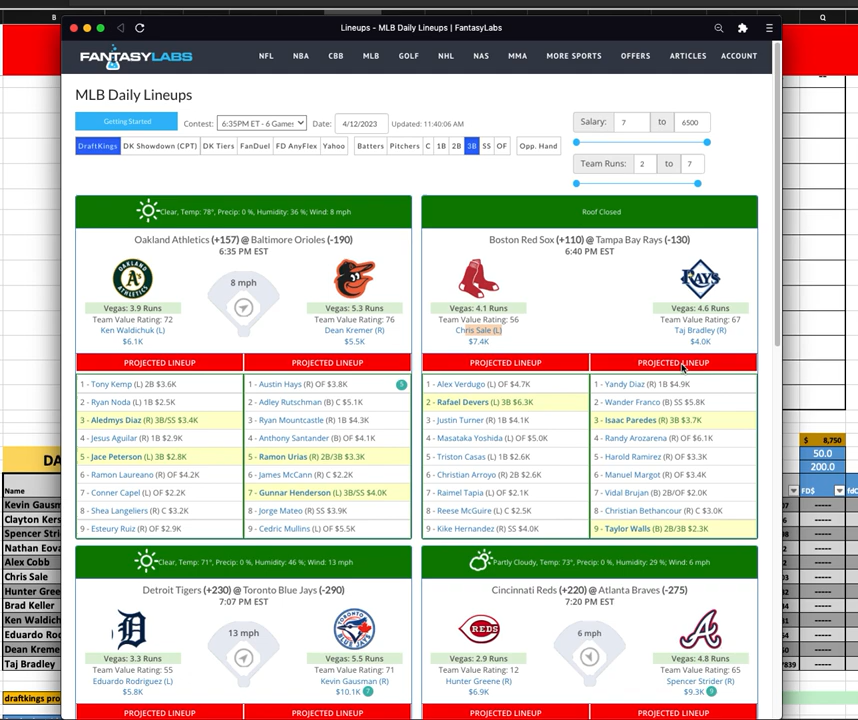 B
Q
Lineups - MLB Daily Lineups | FantasyLabs
FANTASYLABS
NFL NBA CBB MLB GOLF NHL NAS MMA MORE SPORTS OFFERS ARTICLES ACCOUNT
MLB Daily Lineups
Getting Started Contest: 6:35PM ET - 6 Games Date: 4/12/2023 Updated: 11:40:06 AM
Salary: 7 to 6500
DraftKings DK Showdown (CPT) DK Tiers FanDuel FD AnyFlex Yahoo Batters Pitchers C 1B 2B 3B SS OF Opp. Hand
Team Runs: 2 to 7
Clear, Temp: 78°, Precip: 0 %, Humidity: 36 %; Wind: 8 mph
Oakland Athletics (+157) @ Baltimore Orioles (-190)
6:35 PM EST
8 mph
Vegas: 3.9 Runs
Team Value Rating: 72
Ken Waldichuk (L)
$6.1K
Vegas: 5.3 Runs
Team Value Rating: 76
Dean Kremer (R)
$5.5K
PROJECTED LINEUP
1 - Tony Kemp (L) 2B $3.6K
2 - Ryan Noda (L) 1B $2.5K
3 - Aledmys Diaz (R) 3B/SS $3.4K
4 - Jesus Aguilar (R) 1B $2.9K
5 - Jace Peterson (L) 3B $2.8K
6 - Ramon Laureano (R) OF $4.2K
7 - Conner Capel (L) OF $2.2K
8 - Shea Langeliers (R) C $3.2K
9 - Esteury Ruiz (R) OF $2.9K
PROJECTED LINEUP
1 - Austin Hays (R) OF $3.8K 5
2 - Adley Rutschman (B) C $5.1K
3 - Ryan Mountcastle (R) 1B $4.3K
4 - Anthony Santander (B) OF $4.1K
5 - Ramon Urias (R) 2B/3B $3.3K
6 - James McCann (R) C $2.2K
7 - Gunnar Henderson (L) 3B/SS $4.0K
8 - Jorge Mateo (R) SS $3.9K
9 - Cedric Mullins (L) OF $5.5K
Roof Closed
Boston Red Sox (+110) @ Tampa Bay Rays (-130)
6:40 PM EST
Vegas: 4.1 Runs
Team Value Rating: 56
Chris Sale (L)
$7.4K
RAYS
Vegas: 4.6 Runs
Team Value Rating: 67
Taj Bradley (R)
$4.0K
PROJECTED LINEUP
1 - Alex Verdugo (L) OF $4.7K
2 - Rafael Devers (L) 3B $6.3K
3 - Justin Turner (R) 1B $4.1K
4 - Masataka Yoshida (L) OF $5.0K
5 - Triston Casas (L) 1B $2.6K
6 - Christian Arroyo (R) 2B $2.6K
7 - Raimel Tapia (L) OF $2.1K
8 - Reese McGuire (L) C $2.5K
9 - Kike Hernandez (R) SS $4.0K
PROJECTED LINEUP
1 - Yandy Diaz (R) 1B $4.9K
2 - Wander Franco (B) SS $5.8K
3 - Isaac Paredes (R) 3B $3.7K
4 - Randy Arozarena (R) OF $6.1K
5 - Harold Ramirez (R) OF $3.3K
6 - Manuel Margot (R) OF $3.4K
7 - Vidal Brujan (B) 2B/OF $2.0K
8 - Christian Bethancourt (R) C $3.0K
9 - Taylor Walls (B) 2B/3B $2.3K
Clear, Temp: 71°, Precip: 0 %, Humidity: 46 %; Wind: 13 mph
Detroit Tigers (+230) @ Toronto Blue Jays (-290)
7:07 PM EST
13 mph
Vegas: 3.3 Runs
Team Value Rating: 55
Eduardo Rodriguez (L)
$5.8K
Vegas: 5.5 Runs
Team Value Rating: 71
Kevin Gausman (R)
$10.1K 7
PROJECTED LINEUP PROJECTED LINEUP
Partly Cloudy, Temp: 73°, Precip: 0 %, Humidity: 29 %; Wind: 6 mph
Cincinnati Reds (+220) @ Atlanta Braves (-275)
7:20 PM EST
REDS
6 mph
Vegas: 2.9 Runs
Team Value Rating: 12
Hunter Greene (R)
$6.9K
Vegas: 4.8 Runs
Team Value Rating: 65
Spencer Strider (R)
$9.3K 9
PROJECTED LINEUP PROJECTED LINEUP
DA
Name
Kevin Gausm
Clayton Kers
Spencer Strid
Nathan Eova
Alex Cobb
Chris Sale
Hunter Gree
Brad Keller
Ken Waldich
Eduardo Rod
Dean Kreme
Taj Bradley
draftkings pro
$ 8,750
50.0
200.0
FD$
-----
-----
-----
-----
-----
-----
-----
-----
-----
-----
-----
-----